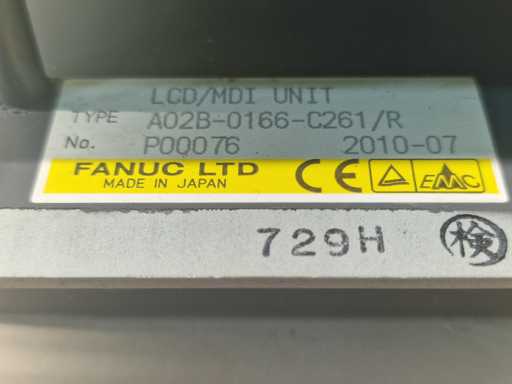 LCD/MDI UNIT
TYPE A02B-0166-C261/R
No. P00076 2010-07
FANUC LTD CE EMC
MADE IN JAPAN
729H 検